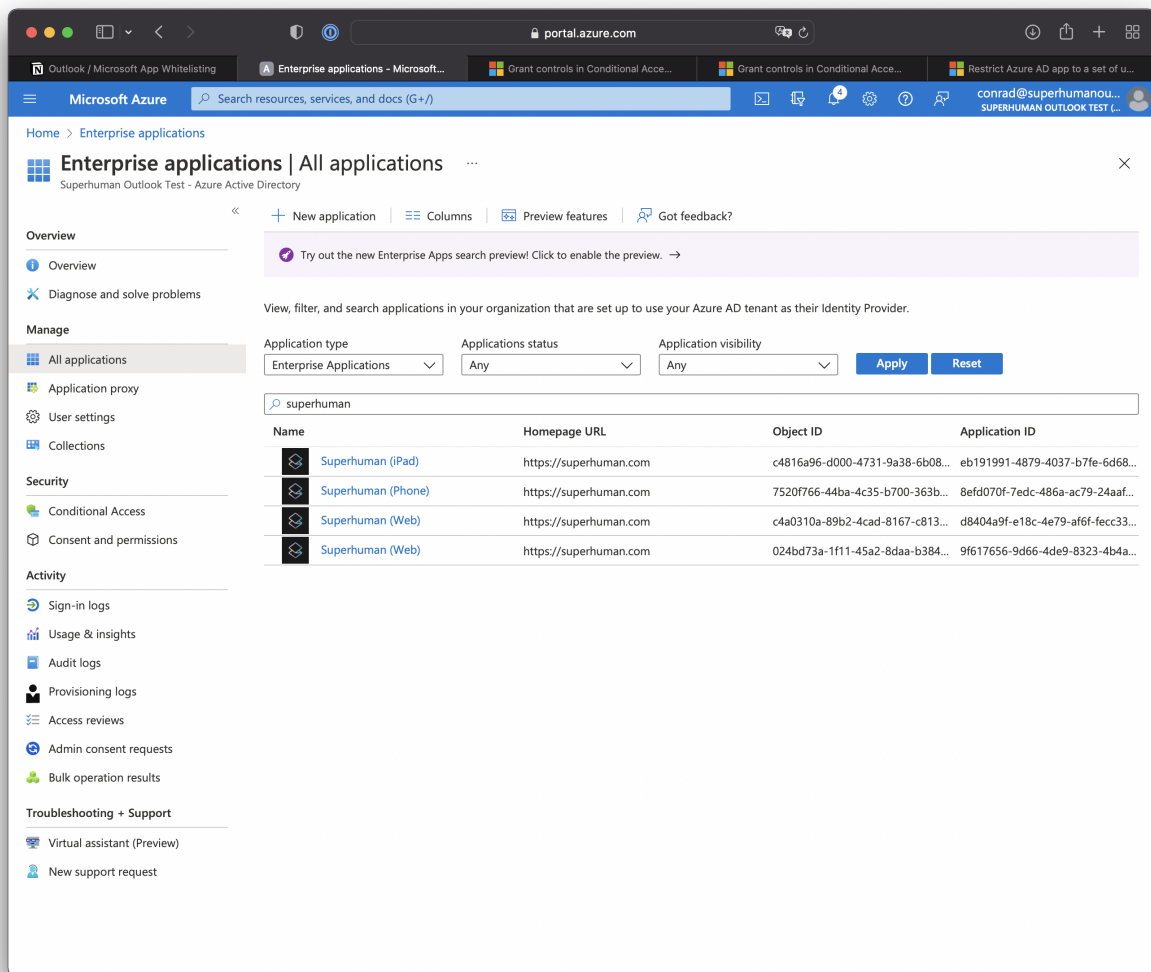 portal.azure.com
Outlook / Microsoft App Whitelisting
A Enterprise applications - Microsoft...
Grant controls in Conditional Acce...
Grant controls in Conditional Acce...
Restrict Azure AD app to a set of u...
Microsoft Azure
Search resources, services, and docs (G+/)
4
conrad@superhumanou...
SUPERHUMAN OUTLOOK TEST (...
Home > Enterprise applications
Enterprise applications | All applications ...
Superhuman Outlook Test - Azure Active Directory
«
New application
Columns
Preview features
Got feedback?
Try out the new Enterprise Apps search preview! Click to enable the preview. →
View, filter, and search applications in your organization that are set up to use your Azure AD tenant as their Identity Provider.
Application type
Applications status
Application visibility
Enterprise Applications
Any
Any
Apply
Reset
superhuman
Name Homepage URL Object ID Application ID
Superhuman (iPad) https://superhuman.com c4816a96-d000-4731-9a38-6b08... eb191991-4879-4037-b7fe-6d68...
Superhuman (Phone) https://superhuman.com 7520f766-44ba-4c35-b700-363b... 8efd070f-7edc-486a-ac79-24aaf...
Superhuman (Web) https://superhuman.com c4a0310a-89b2-4cad-8167-c813... d8404a9f-e18c-4e79-af6f-fecc33...
Superhuman (Web) https://superhuman.com 024bd73a-1f11-45a2-8daa-b384... 9f617656-9d66-4de9-8323-4b4a...
Overview
Overview
Diagnose and solve problems
Manage
All applications
Application proxy
User settings
Collections
Security
Conditional Access
Consent and permissions
Activity
Sign-in logs
Usage & insights
Audit logs
Provisioning logs
Access reviews
Admin consent requests
Bulk operation results
Troubleshooting + Support
Virtual assistant (Preview)
New support request